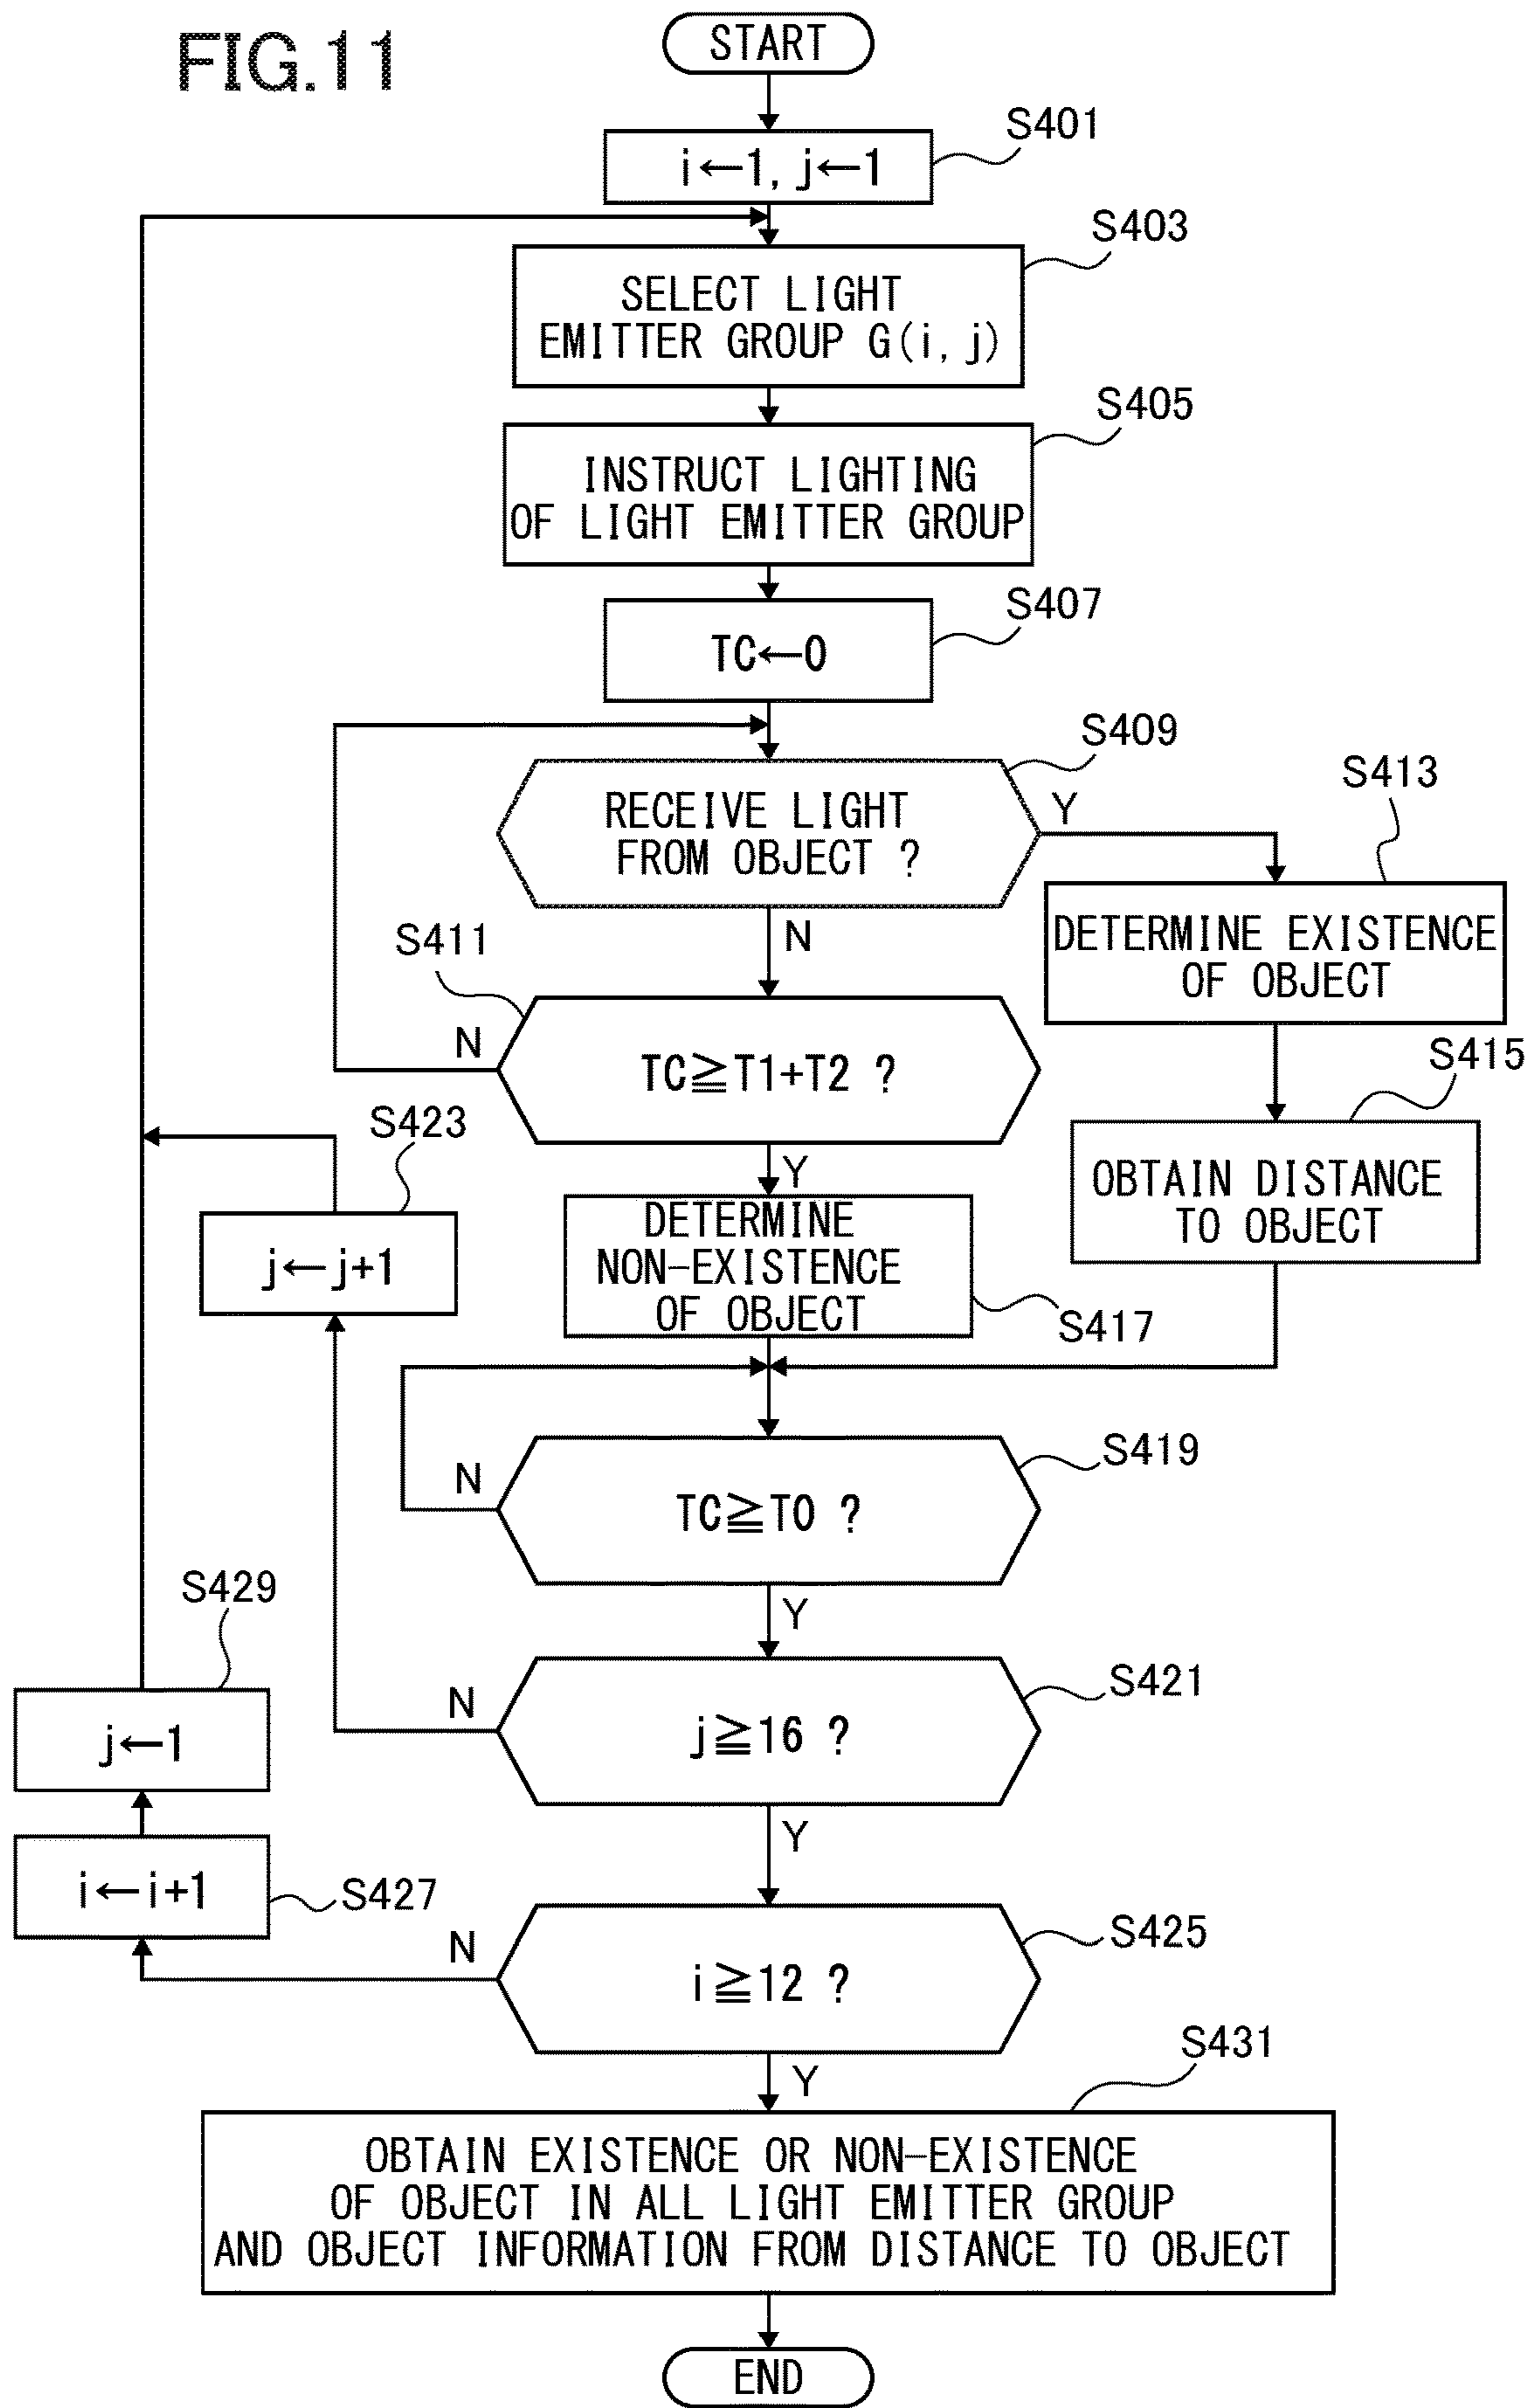 FIG.11
START
S401
i←1, j←1
S403
SELECT LIGHT
EMITTER GROUP G(i, j)
S405
INSTRUCT LIGHTING
OF LIGHT EMITTER GROUP
S407
TC←0
S409
RECEIVE LIGHT
FROM OBJECT ?
Y
N
S413
DETERMINE EXISTENCE
OF OBJECT
S411
TC≧T1+T2 ?
N
Y
S415
OBTAIN DISTANCE
TO OBJECT
S423
j←j+1
DETERMINE
NON-EXISTENCE
OF OBJECT
S417
S419
TC≧T0 ?
N
Y
S429
j←1
S421
j≧16 ?
N
Y
i←i+1
S427
S425
i≧12 ?
N
Y
S431
OBTAIN EXISTENCE OR NON-EXISTENCE
OF OBJECT IN ALL LIGHT EMITTER GROUP
AND OBJECT INFORMATION FROM DISTANCE TO OBJECT
END